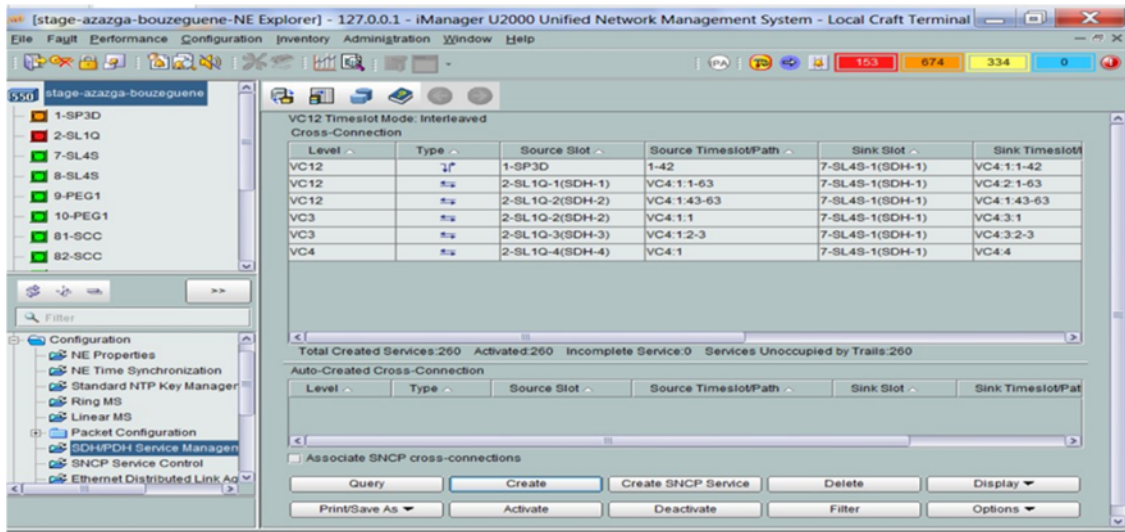 [stage-azazga-bouzeguene-NE Explorer] - 127.0.0.1 - iManager U2000 Unified Network Management System - Local Craft Terminal
File Fault Performance Configuration Inventory Administration Window Help
PA 153 674 334 0
550 stage-azazga-bouzeguene
1-SP3D
2-SL1Q
7-SL4S
8-SL4S
9-PEG1
10-PEG1
81-SCC
82-SCC
>>
Filter
Configuration
NE Properties
NE Time Synchronization
Standard NTP Key Manager
Ring MS
Linear MS
Packet Configuration
SDH/PDH Service Managen
SNCP Service Control
Ethernet Distributed Link Ag
VC12 Timeslot Mode: Interleaved
Cross-Connection
Level Type Source Slot Source Timeslot/Path Sink Slot Sink Timeslot/
VC12 1-SP3D 1-42 7-SL4S-1(SDH-1) VC4:1:1-42
VC12 2-SL1Q-1(SDH-1) VC4:1:1-63 7-SL4S-1(SDH-1) VC4:2:1-63
VC12 2-SL1Q-2(SDH-2) VC4:1:43-63 7-SL4S-1(SDH-1) VC4:1:43-63
VC3 2-SL1Q-2(SDH-2) VC4:1:1 7-SL4S-1(SDH-1) VC4:3:1
VC3 2-SL1Q-3(SDH-3) VC4:1:2-3 7-SL4S-1(SDH-1) VC4:3:2-3
VC4 2-SL1Q-4(SDH-4) VC4:1 7-SL4S-1(SDH-1) VC4:4
Total Created Services:260 Activated:260 Incomplete Service:0 Services Unoccupied by Trails:260
Auto-Created Cross-Connection
Level Type Source Slot Source Timeslot/Path Sink Slot Sink Timeslot/Pat
Associate SNCP cross-connections
Query Create Create SNCP Service Delete Display
Print/Save As Activate Deactivate Filter Options